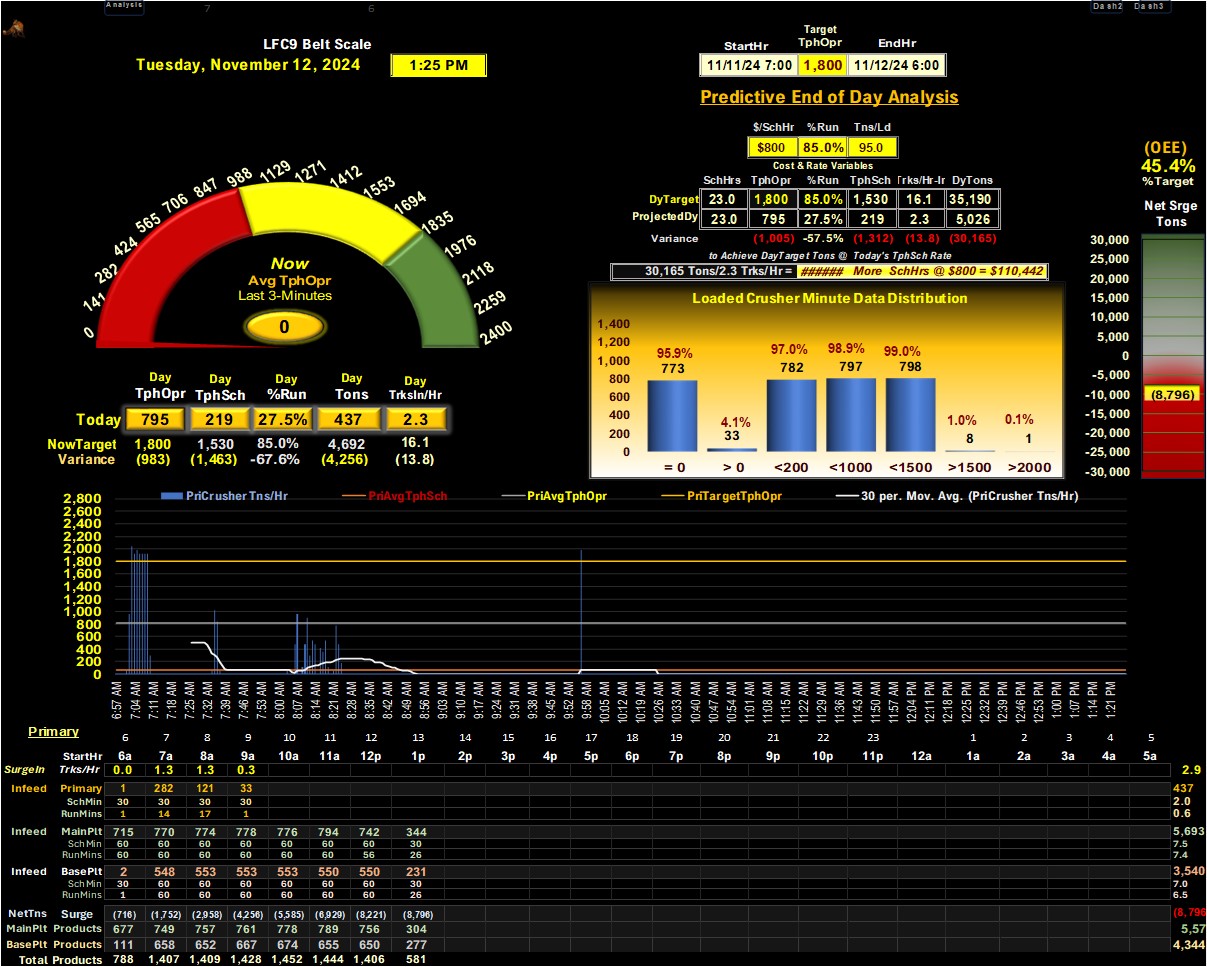 Analysis 7 6 Dash2 Dash3
LFC9 Belt Scale
Tuesday, November 12, 2024 1:25 PM
Target
StartHr TphOpr EndHr
11/11/24 7:00 1,800 11/12/24 6:00
Predictive End of Day Analysis
$/SchHr %Run Tns/Ld
$800 85.0% 95.0
Cost & Rate Variables
SchHrs TphOpr %Run TphSch Trks/Hr-Ir DyTons
DyTarget 23.0 1,800 85.0% 1,530 16.1 35,190
ProjectedDy 23.0 795 27.5% 219 2.3 5,026
Variance (1,005) -57.5% (1,312) (13.8) (30,165)
to Achieve DayTarget Tons @ Today's TphSch Rate
30,165 Tons/2.3 Trks/Hr = ###### More SchHrs @ $800 = $110,442
(OEE)
45.4%
%Target
Net Srge
Tons
30,000
25,000
20,000
15,000
10,000
5,000
0
-5,000
(8,796)
-10,000
-15,000
-20,000
-25,000
-30,000
0 141 282 424 565 706 847 988 1129 1271 1412 1553 1694 1835 1976 2118 2259 2400
Now
Avg TphOpr
Last 3-Minutes
0
Loaded Crusher Minute Data Distribution
1,400
1,200
1,000
800
600
400
200
0
95.9% 4.1% 97.0% 98.9% 99.0% 1.0% 0.1%
773 33 782 797 798 8 1
= 0 > 0 <200 <1000 <1500 >1500 >2000
Day Day Day Day Day
TphOpr TphSch %Run Tons TrksIn/Hr
Today 795 219 27.5% 437 2.3
NowTarget 1,800 1,530 85.0% 4,692 16.1
Variance (983) (1,463) -67.6% (4,256) (13.8)
PriCrusher Tns/Hr PriAvgTphSch PriAvgTphOpr PriTargetTphOpr 30 per. Mov. Avg. (PriCrusher Tns/Hr)
2,800
2,600
2,400
2,200
2,000
1,800
1,600
1,400
1,200
1,000
800
600
400
200
0
6:57 AM 7:04 AM 7:11 AM 7:18 AM 7:25 AM 7:32 AM 7:39 AM 7:46 AM 7:53 AM 8:00 AM 8:07 AM 8:14 AM 8:21 AM 8:28 AM 8:35 AM 8:42 AM 8:49 AM 8:56 AM 9:03 AM 9:10 AM 9:17 AM 9:24 AM 9:31 AM 9:38 AM 9:45 AM 9:51 AM 9:58 AM 10:05 AM 10:12 AM 10:19 AM 10:26 AM 10:33 AM 10:40 AM 10:47 AM 10:54 AM 11:01 AM 11:08 AM 11:15 AM 11:22 AM 11:29 AM 11:36 AM 11:43 AM 11:50 AM 11:57 AM 12:04 PM 12:11 PM 12:18 PM 12:25 PM 12:32 PM 12:39 PM 12:46 PM 12:53 PM 1:00 PM 1:07 PM 1:14 PM 1:21 PM
Primary 6 7 8 9 10 11 12 13 14 15 16 17 18 19 20 21 22 23 1 2 3 4 5
StartHr 6a 7a 8a 9a 10a 11a 12p 1p 2p 3p 4p 5p 6p 7p 8p 9p 10p 11p 12a 1a 2a 3a 4a 5a
SurgeIn Trks/Hr 0.0 1.3 1.3 0.3 2.9
Infeed Primary 1 282 121 33 437
SchMin 30 30 30 30 2.0
RunMins 1 14 17 1 0.6
Infeed MainPlt 715 770 774 778 776 794 742 344 5,693
SchMin 60 60 60 60 60 60 60 30 7.5
RunMins 60 60 60 60 60 60 56 26 7.4
Infeed BasePlt 2 548 553 553 553 550 550 231 3,540
SchMin 30 60 60 60 60 60 60 30 7.0
RunMins 1 60 60 60 60 60 60 26 6.5
NetTns Surge (716) (1,752) (2,958) (4,256) (5,585) (6,929) (8,221) (8,796) (8,796
MainPlt Products 677 749 757 761 778 789 756 304 5,57
BasePlt Products 111 658 652 667 674 655 650 277 4,344
Total Products 788 1,407 1,409 1,428 1,452 1,444 1,406 581